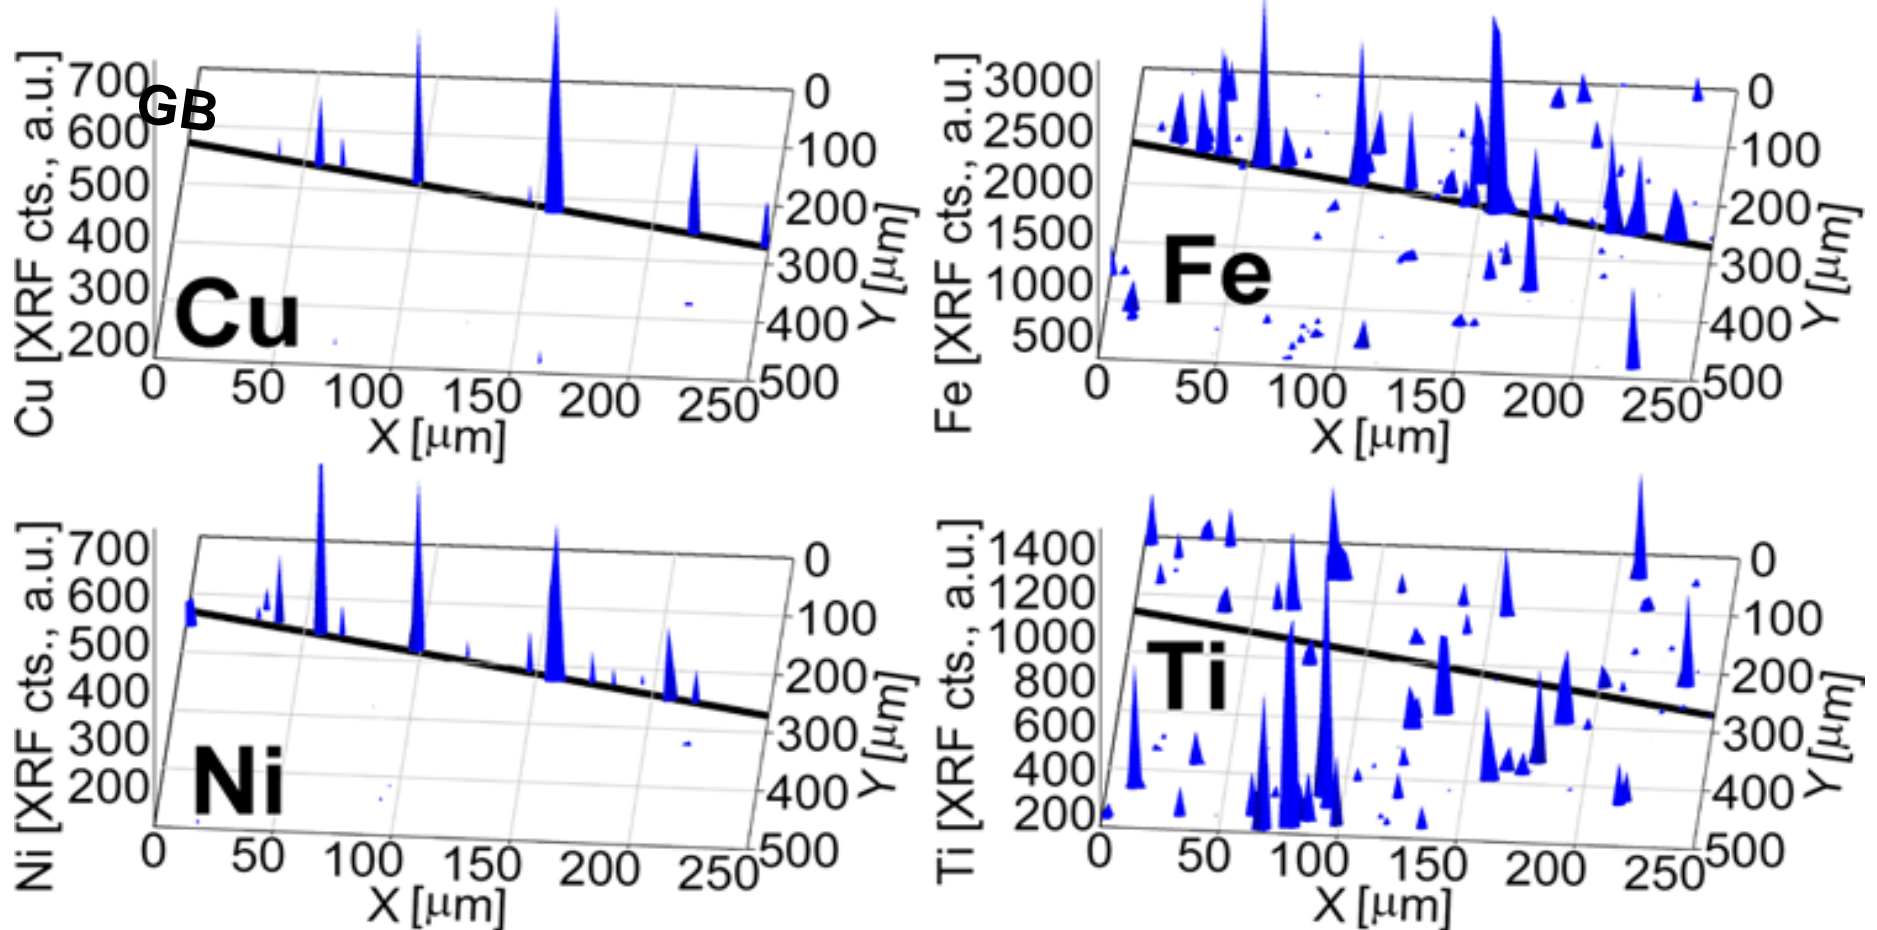 Cu [XRF cts., a.u.]
700
600
500
400
300
200
GB
Cu
0
100
200
300
400
500
Y [μm]
0 50 100 150 200 250
X [μm]
Fe [XRF cts., a.u.]
3000
2500
2000
1500
1000
500
Fe
0
100
200
300
400
500
Y [μm]
0 50 100 150 200 250
X [μm]
Ni [XRF cts., a.u.]
700
600
500
400
300
200
Ni
0
100
200
300
400
500
Y [μm]
0 50 100 150 200 250
X [μm]
Ti [XRF cts., a.u.]
1400
1200
1000
800
600
400
200
Ti
0
100
200
300
400
500
Y [μm]
0 50 100 150 200 250
X [μm]